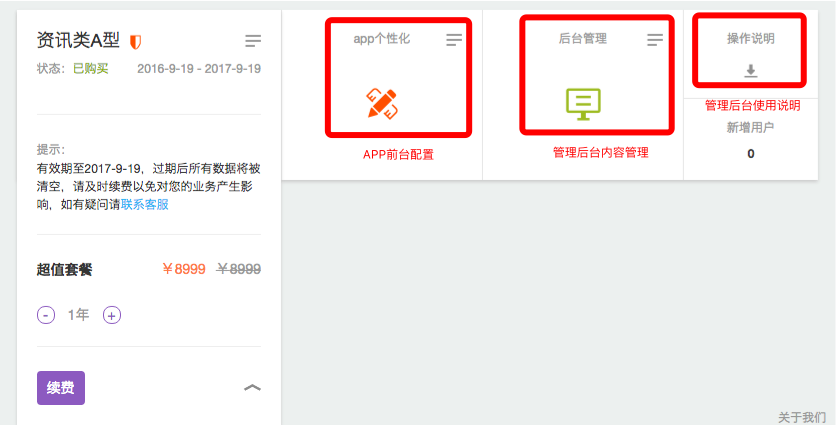 资讯类A型
状态：已购买
2016-9-19 - 2017-9-19
提示：
有效期至2017-9-19，过期后所有数据将被
清空，请及时续费以免对您的业务产生影
响，如有疑问请联系客服
超值套餐
￥8999 ￥8999
- 1年 +
续费
app个性化
APP前台配置
后台管理
管理后台内容管理
操作说明
管理后台使用说明
新增用户
0
关于我们